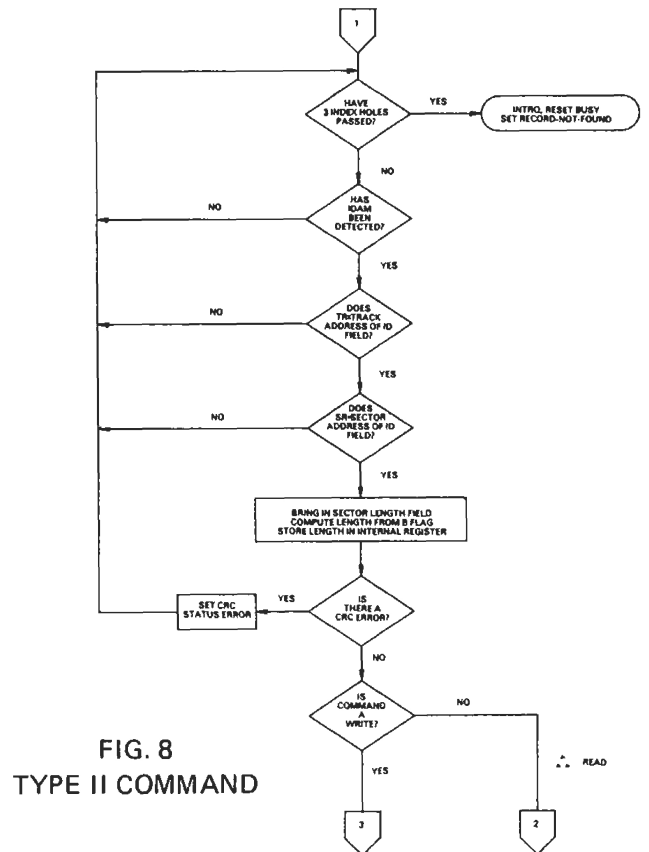 1
HAVE
3 INDEX HOLES
PASSED?
YES
INTRQ, RESET BUSY
SET RECORD-NOT-FOUND
NO
HAS
IDAM
BEEN
DETECTED?
NO
YES
DOES
TR=TRACK
ADDRESS OF ID
FIELD?
NO
YES
DOES
SR=SECTOR
ADDRESS OF ID
FIELD?
NO
YES
BRING IN SECTOR LENGTH FIELD
COMPUTE LENGTH FROM B FLAG
STORE LENGTH IN INTERNAL REGISTER
SET CRC
STATUS ERROR
YES
IS
THERE A
CRC ERROR?
NO
IS
COMMAND
A
WRITE?
NO
YES
∴ READ
3
2
FIG. 8
TYPE II COMMAND